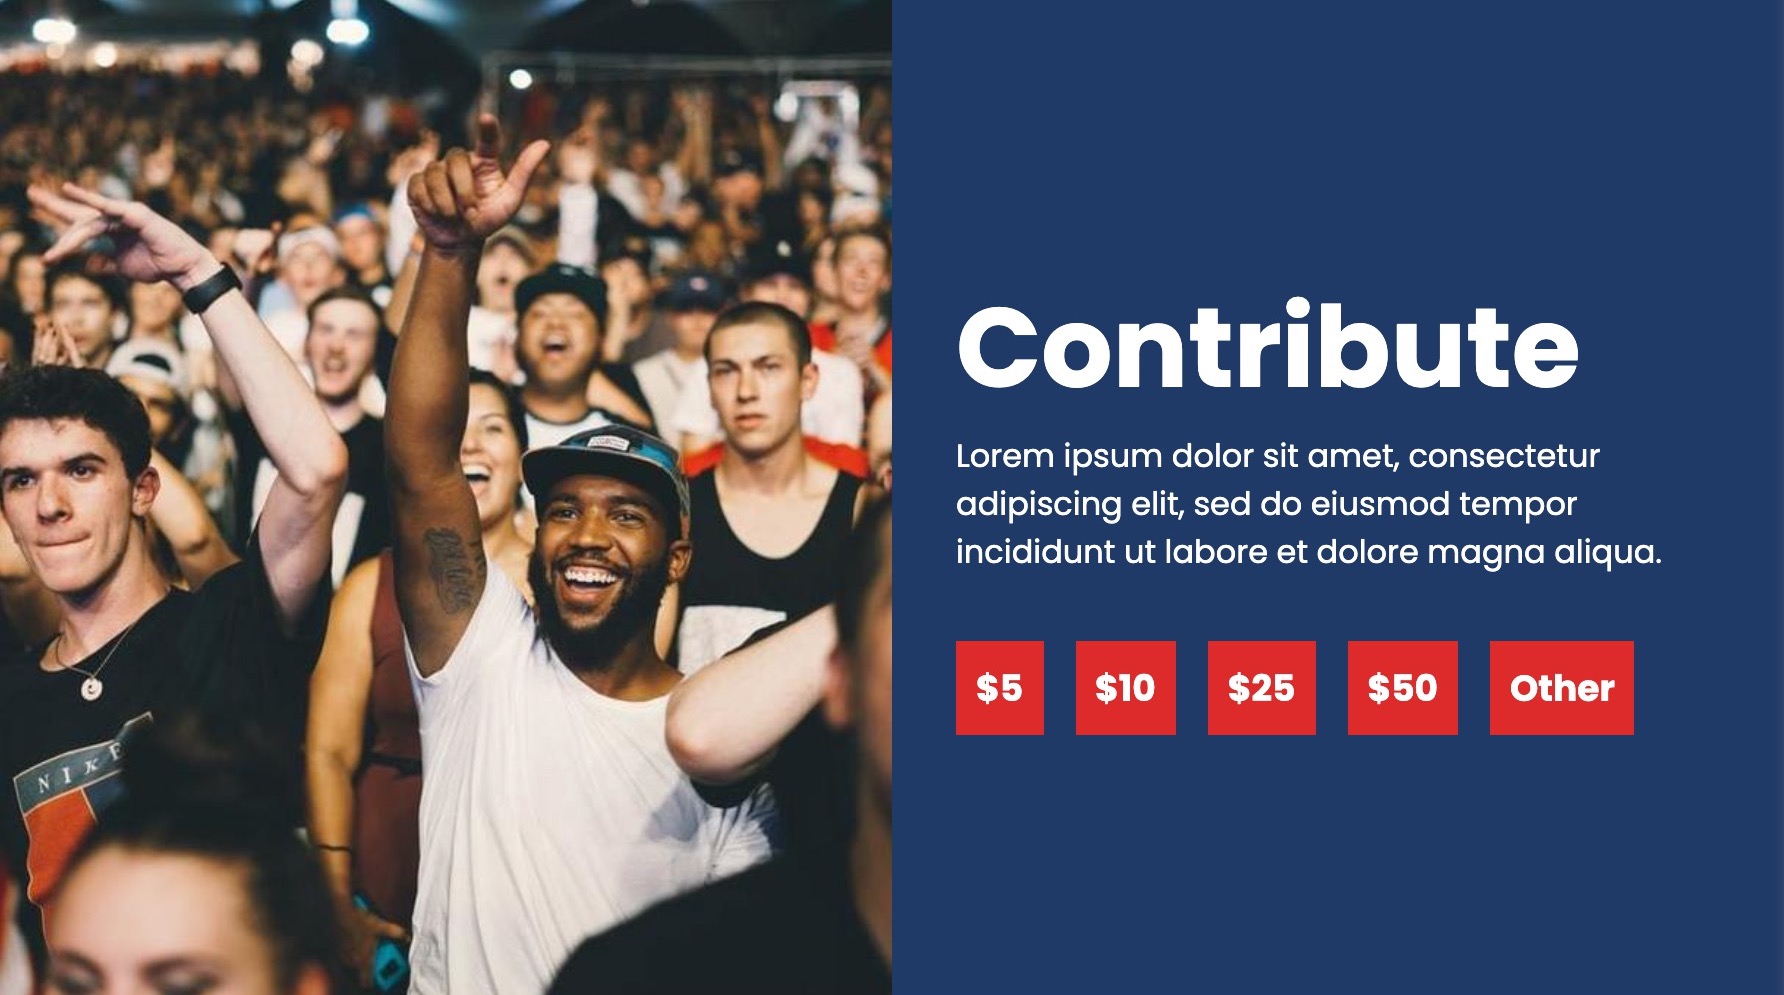 Contribute
Lorem ipsum dolor sit amet, consectetur
adipiscing elit, sed do eiusmod tempor
incididunt ut labore et dolore magna aliqua.
$5 $10 $25 $50 Other
NIKE